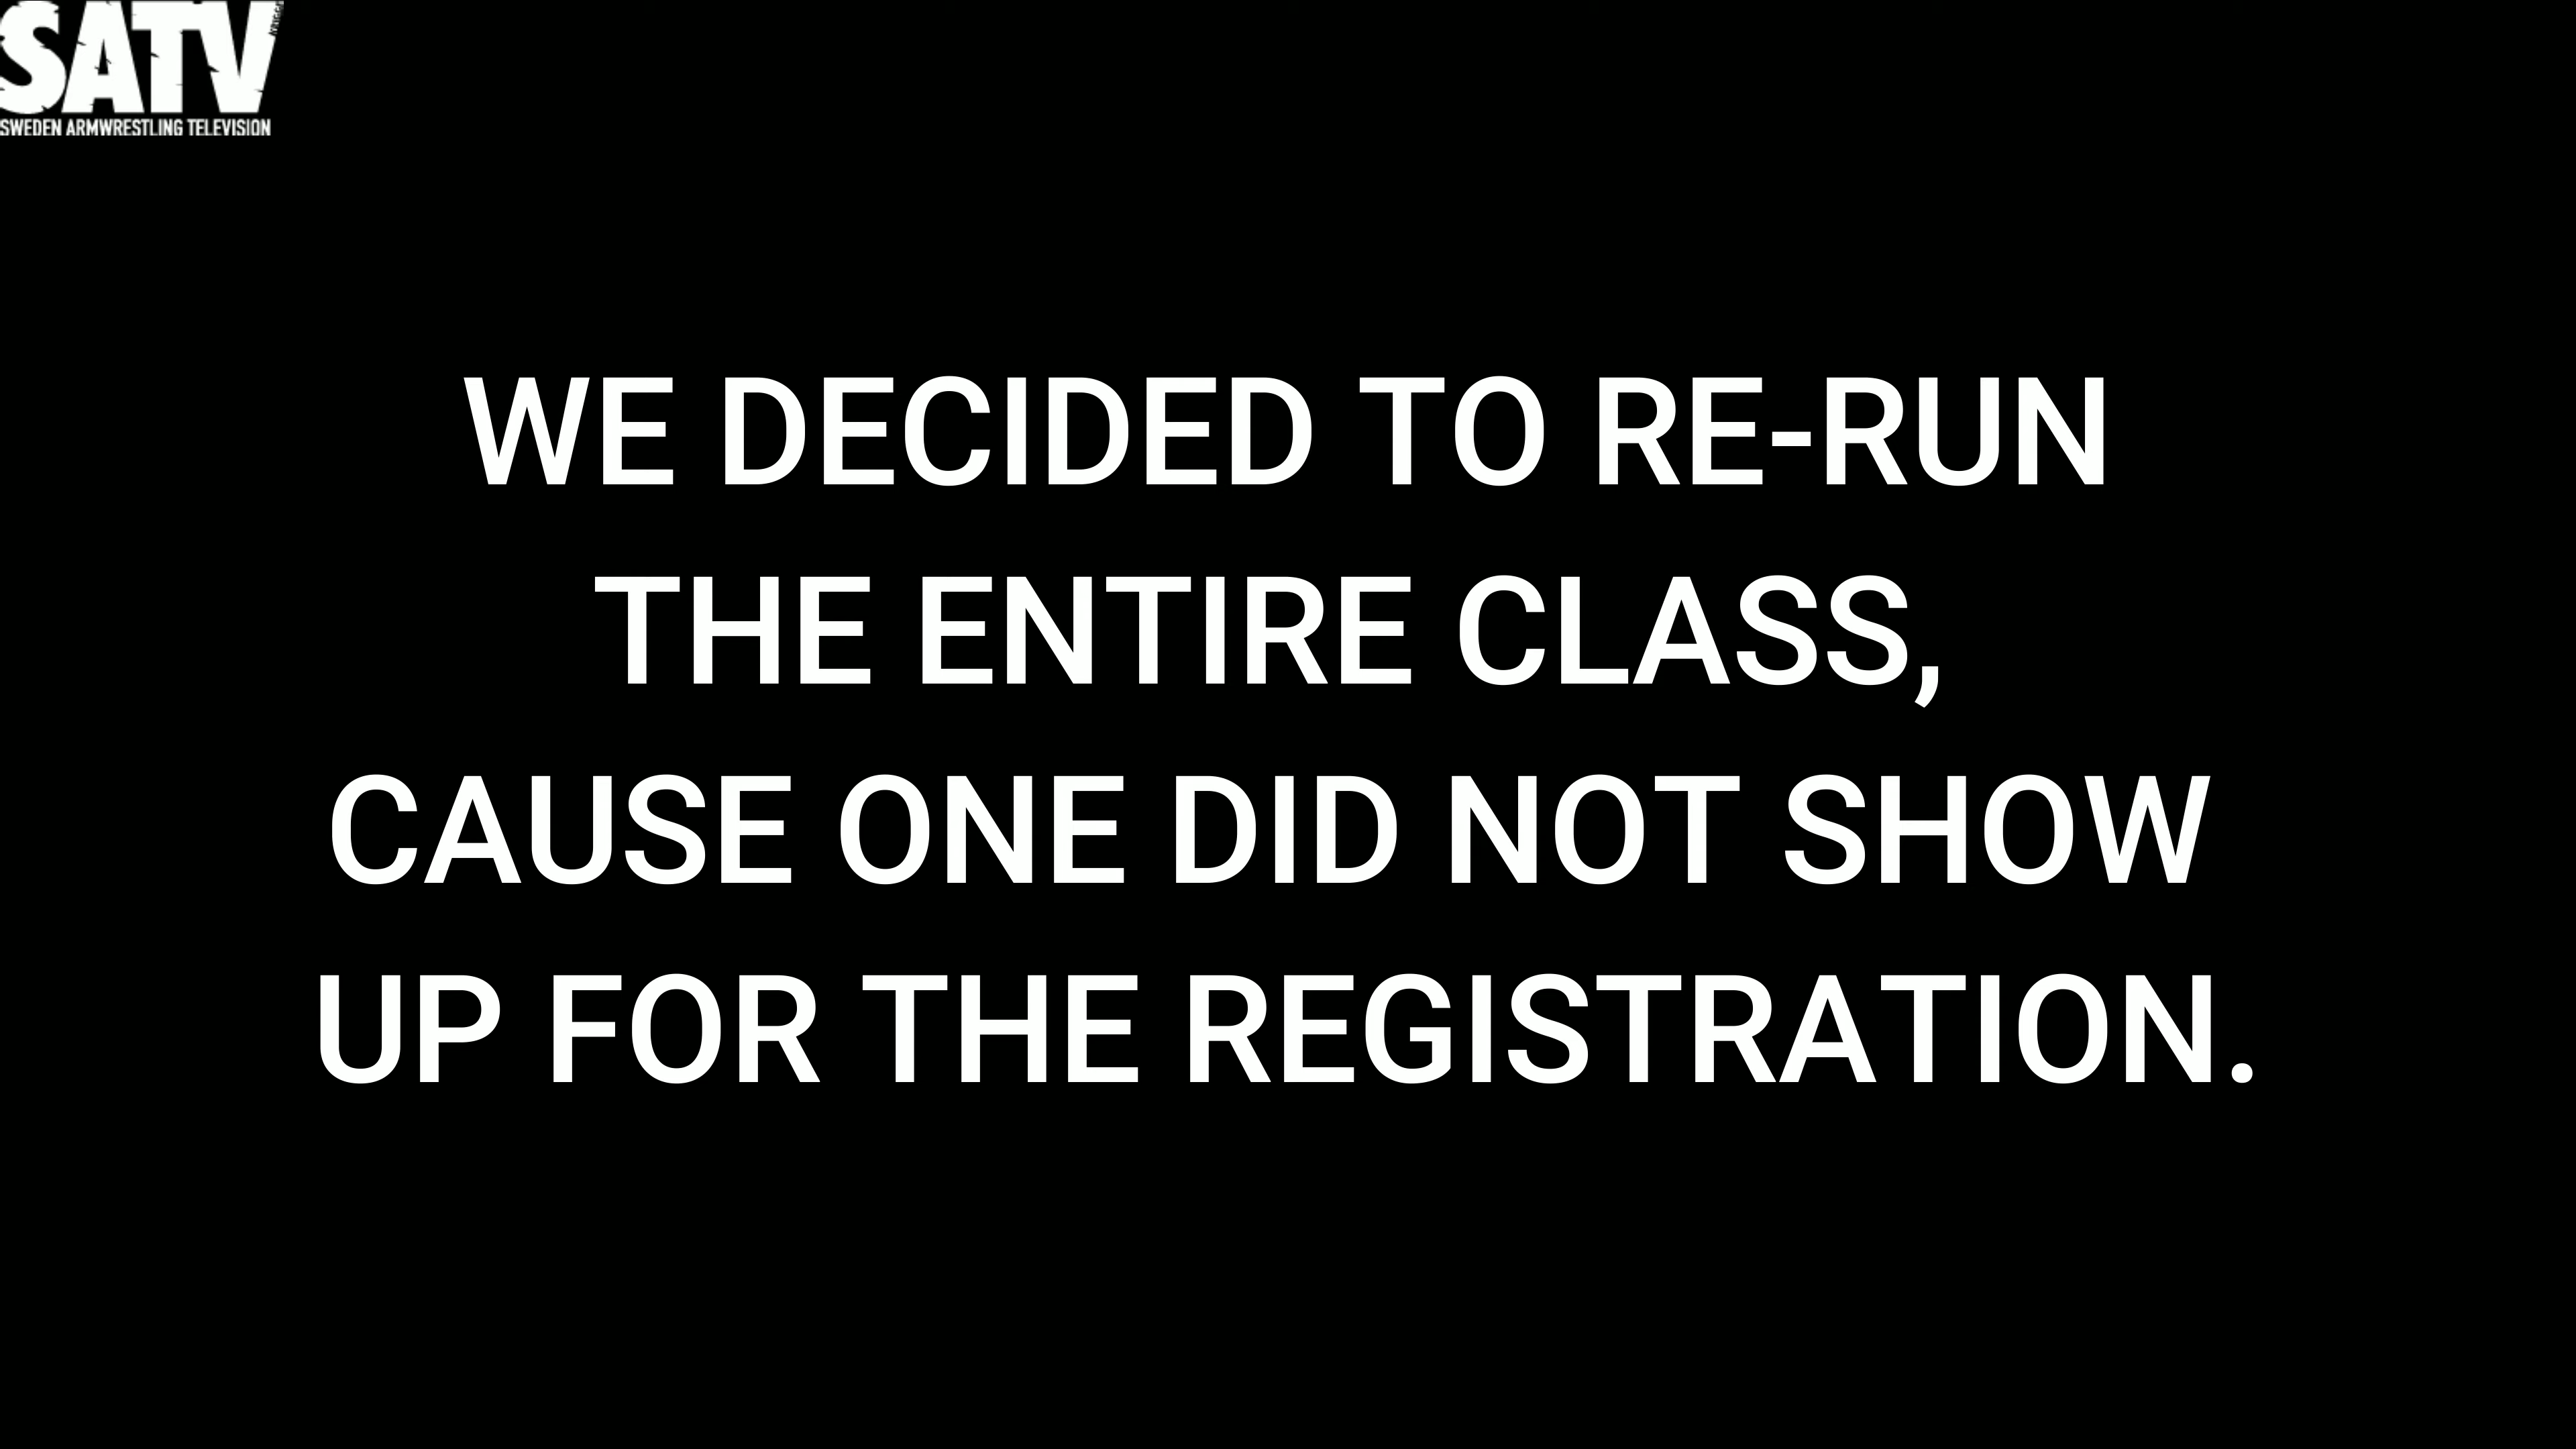 SATV
SWEDEN ARMWRESTLING TELEVISION
WE DECIDED TO RE-RUN
THE ENTIRE CLASS,
CAUSE ONE DID NOT SHOW
UP FOR THE REGISTRATION.